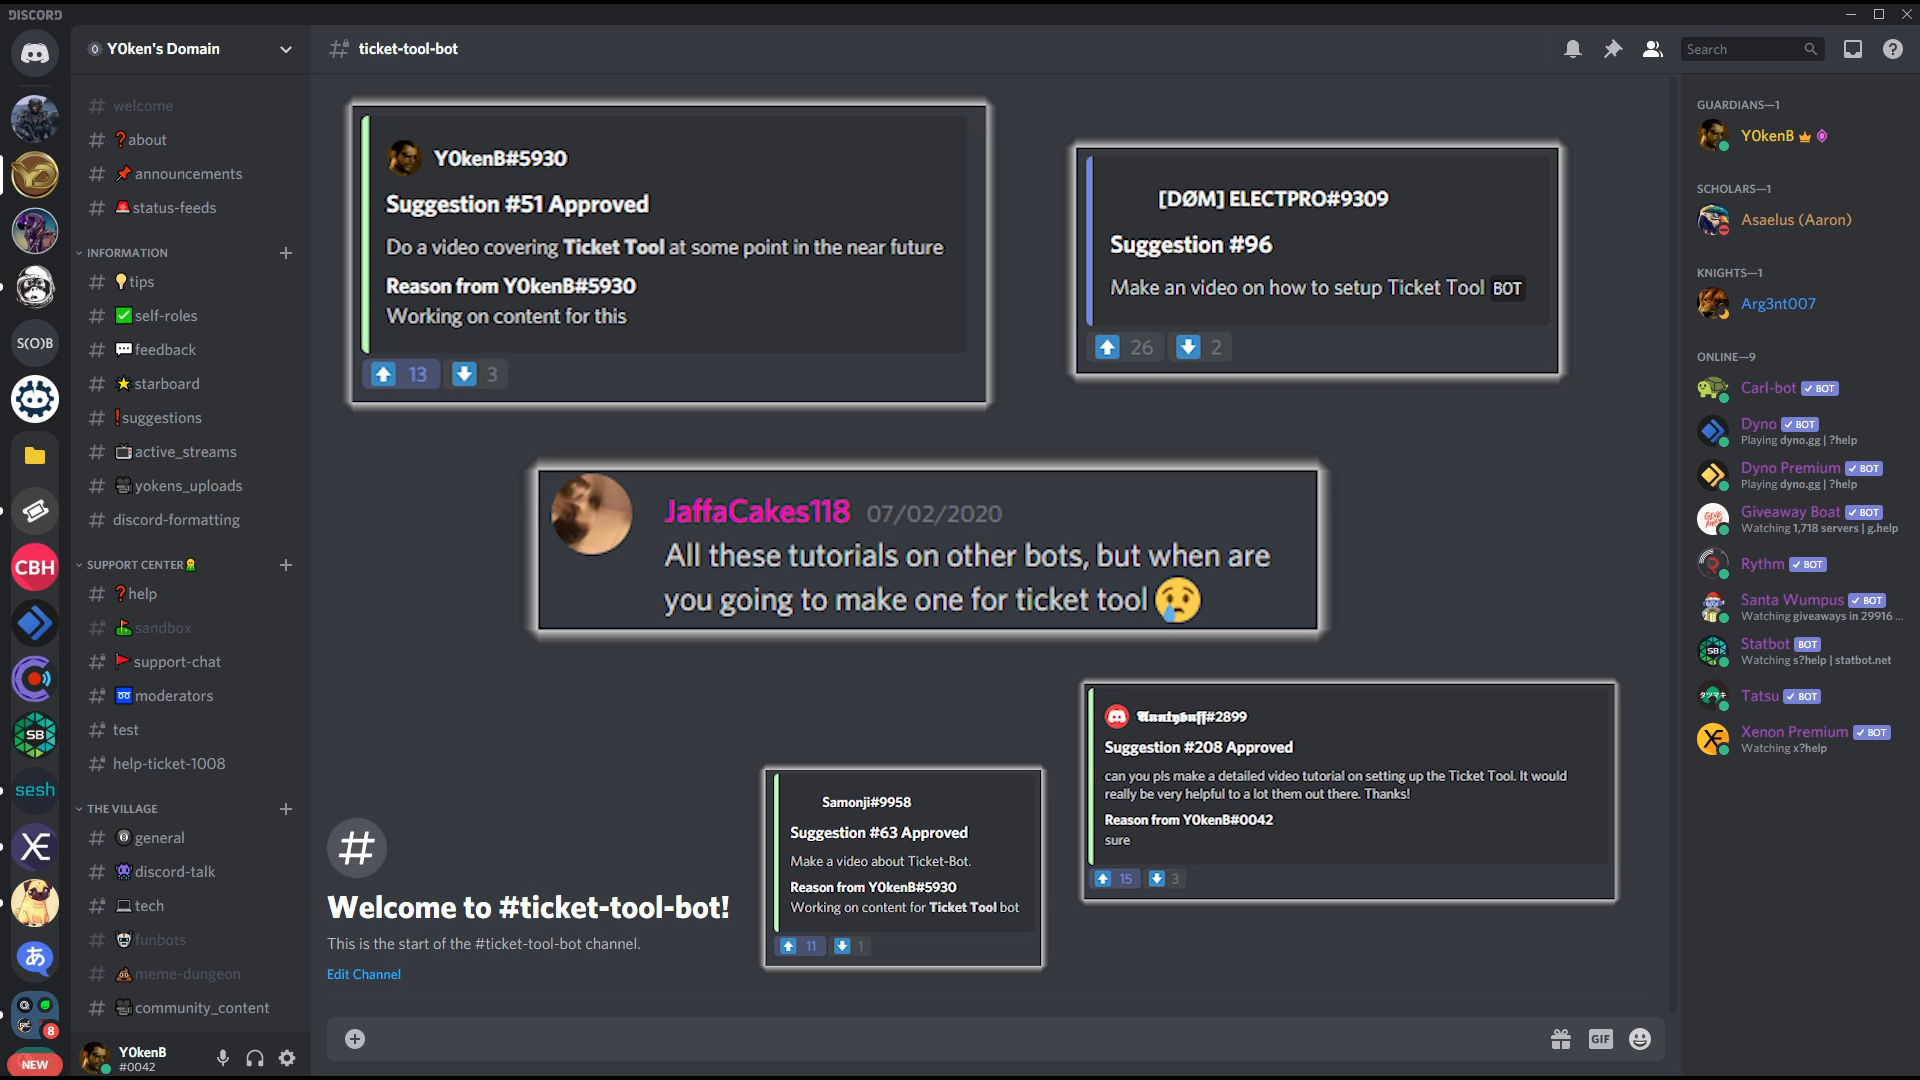 DISCORD
Y0ken's Domain
ticket-tool-bot
Search
welcome
about
announcements
status-feeds
INFORMATION
tips
self-roles
feedback
starboard
suggestions
active_streams
yokens_uploads
discord-formatting
SUPPORT CENTER
help
sandbox
support-chat
moderators
test
help-ticket-1008
THE VILLAGE
general
discord-talk
tech
funbots
meme-dungeon
community_content
S(O)B
CBH
SB
sesh
XE
あ
8
NEW
Y0kenB
#0042
Y0kenB#5930
Suggestion #51 Approved
Do a video covering Ticket Tool at some point in the near future
Reason from Y0kenB#5930
Working on content for this
13 3
[DØM] ELECTPRO#9309
Suggestion #96
Make an video on how to setup Ticket Tool BOT
26 2
JaffaCakes118 07/02/2020
All these tutorials on other bots, but when are
you going to make one for ticket tool 😢
Samonji#9958
Suggestion #63 Approved
Make a video about Ticket-Bot.
Reason from Y0kenB#5930
Working on content for Ticket Tool bot
11 1
#2899
Suggestion #208 Approved
can you pls make a detailed video tutorial on setting up the Ticket Tool. It would
really be very helpful to a lot them out there. Thanks!
Reason from Y0kenB#0042
sure
15 3
Welcome to #ticket-tool-bot!
This is the start of the #ticket-tool-bot channel.
Edit Channel
GIF
GUARDIANS—1
Y0kenB
SCHOLARS—1
Asaelus (Aaron)
KNIGHTS—1
Arg3nt007
ONLINE—9
Carl-bot ✓ BOT
Dyno ✓ BOT
Playing dyno.gg | ?help
Dyno Premium ✓ BOT
Playing dyno.gg | ?help
Giveaway Boat ✓ BOT
Watching 1,718 servers | g.help
Rythm ✓ BOT
Santa Wumpus ✓ BOT
Watching giveaways in 29916 ...
Statbot BOT
Watching s?help | statbot.net
Tatsu ✓ BOT
Xenon Premium ✓ BOT
Watching x?help